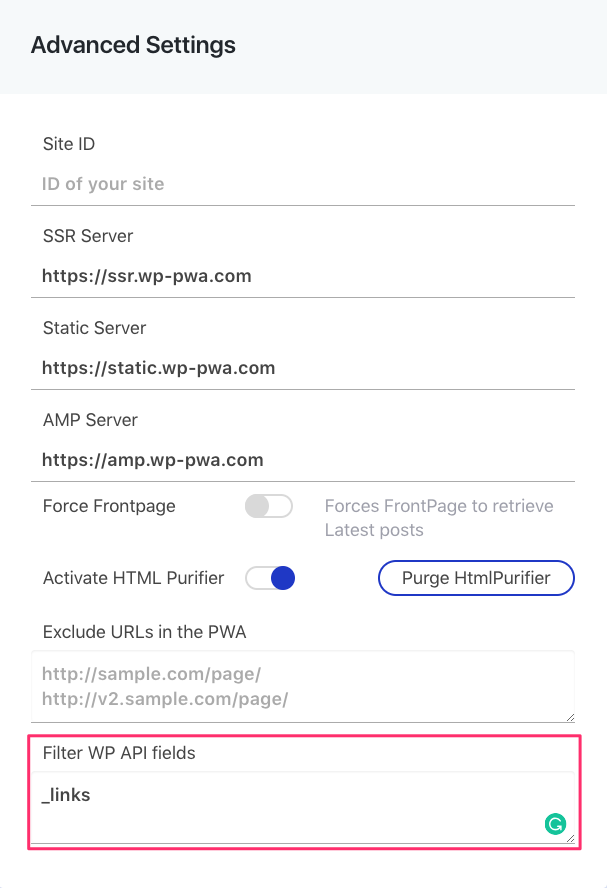 Advanced Settings
Site ID
ID of your site
SSR Server
https://ssr.wp-pwa.com
Static Server
https://static.wp-pwa.com
AMP Server
https://amp.wp-pwa.com
Force Frontpage
Forces FrontPage to retrieve
Latest posts
Activate HTML Purifier
Purge HtmlPurifier
Exclude URLs in the PWA
http://sample.com/page/
http://v2.sample.com/page/
Filter WP API fields
_links